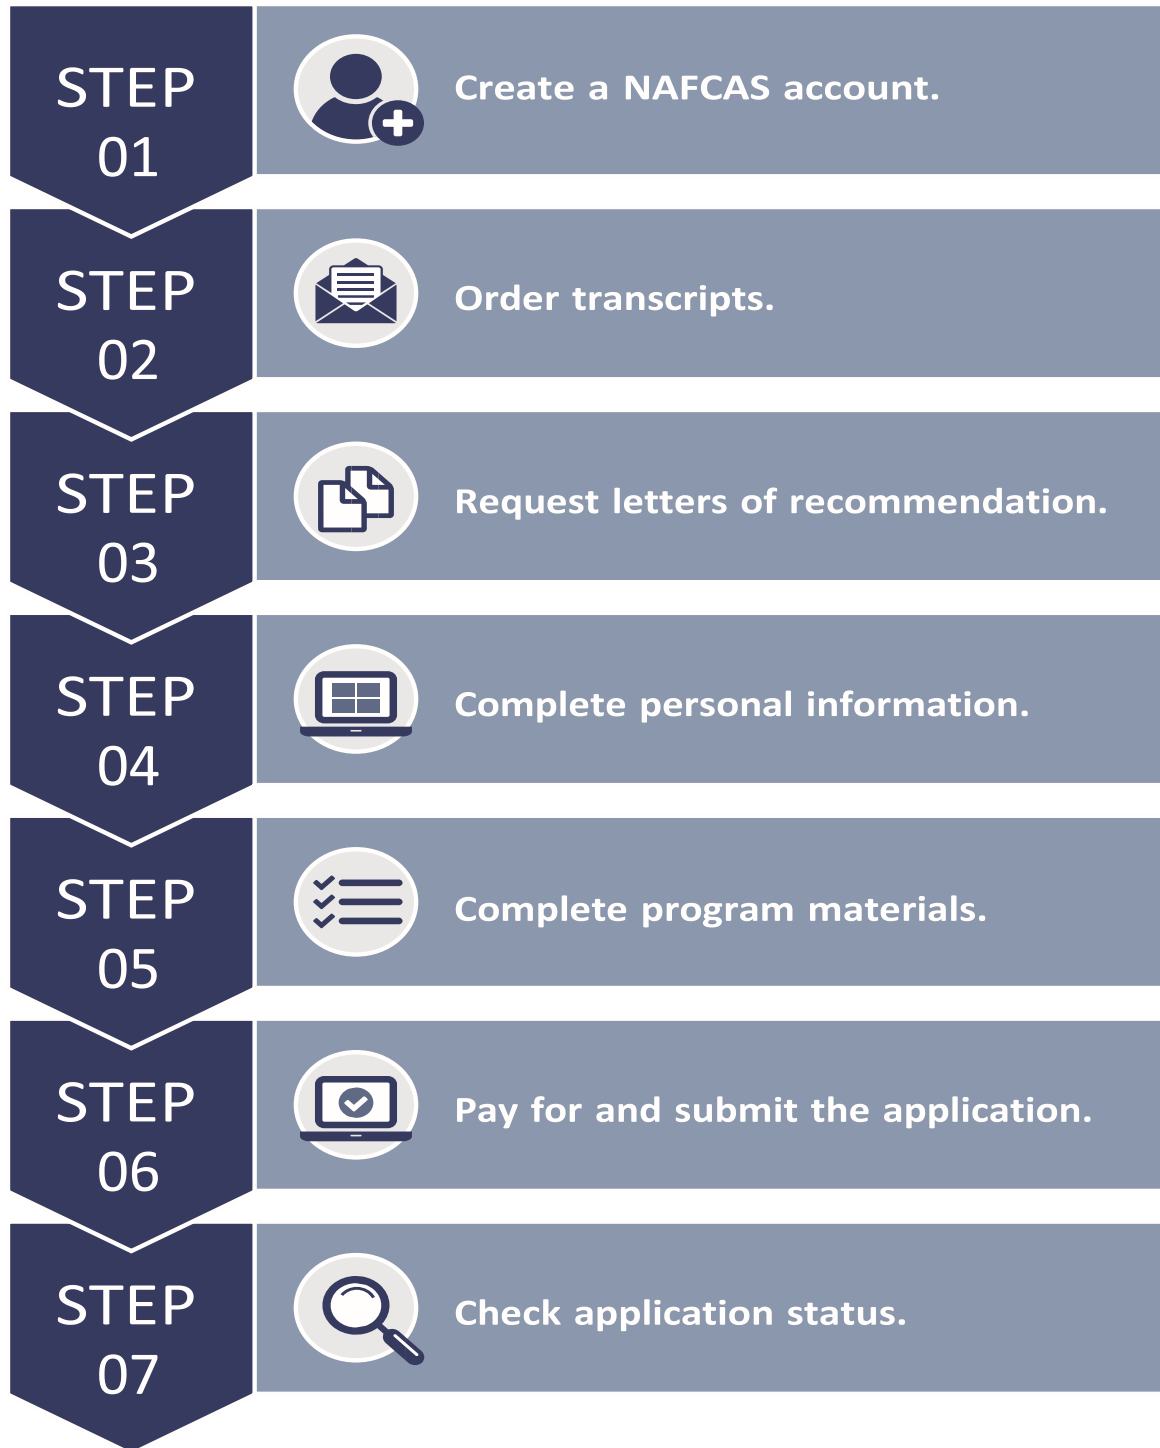 STEP
01
Create a NAFCAS account.
STEP
02
Order transcripts.
STEP
03
Request letters of recommendation.
STEP
04
Complete personal information.
STEP
05
Complete program materials.
STEP
06
Pay for and submit the application.
STEP
07
Check application status.